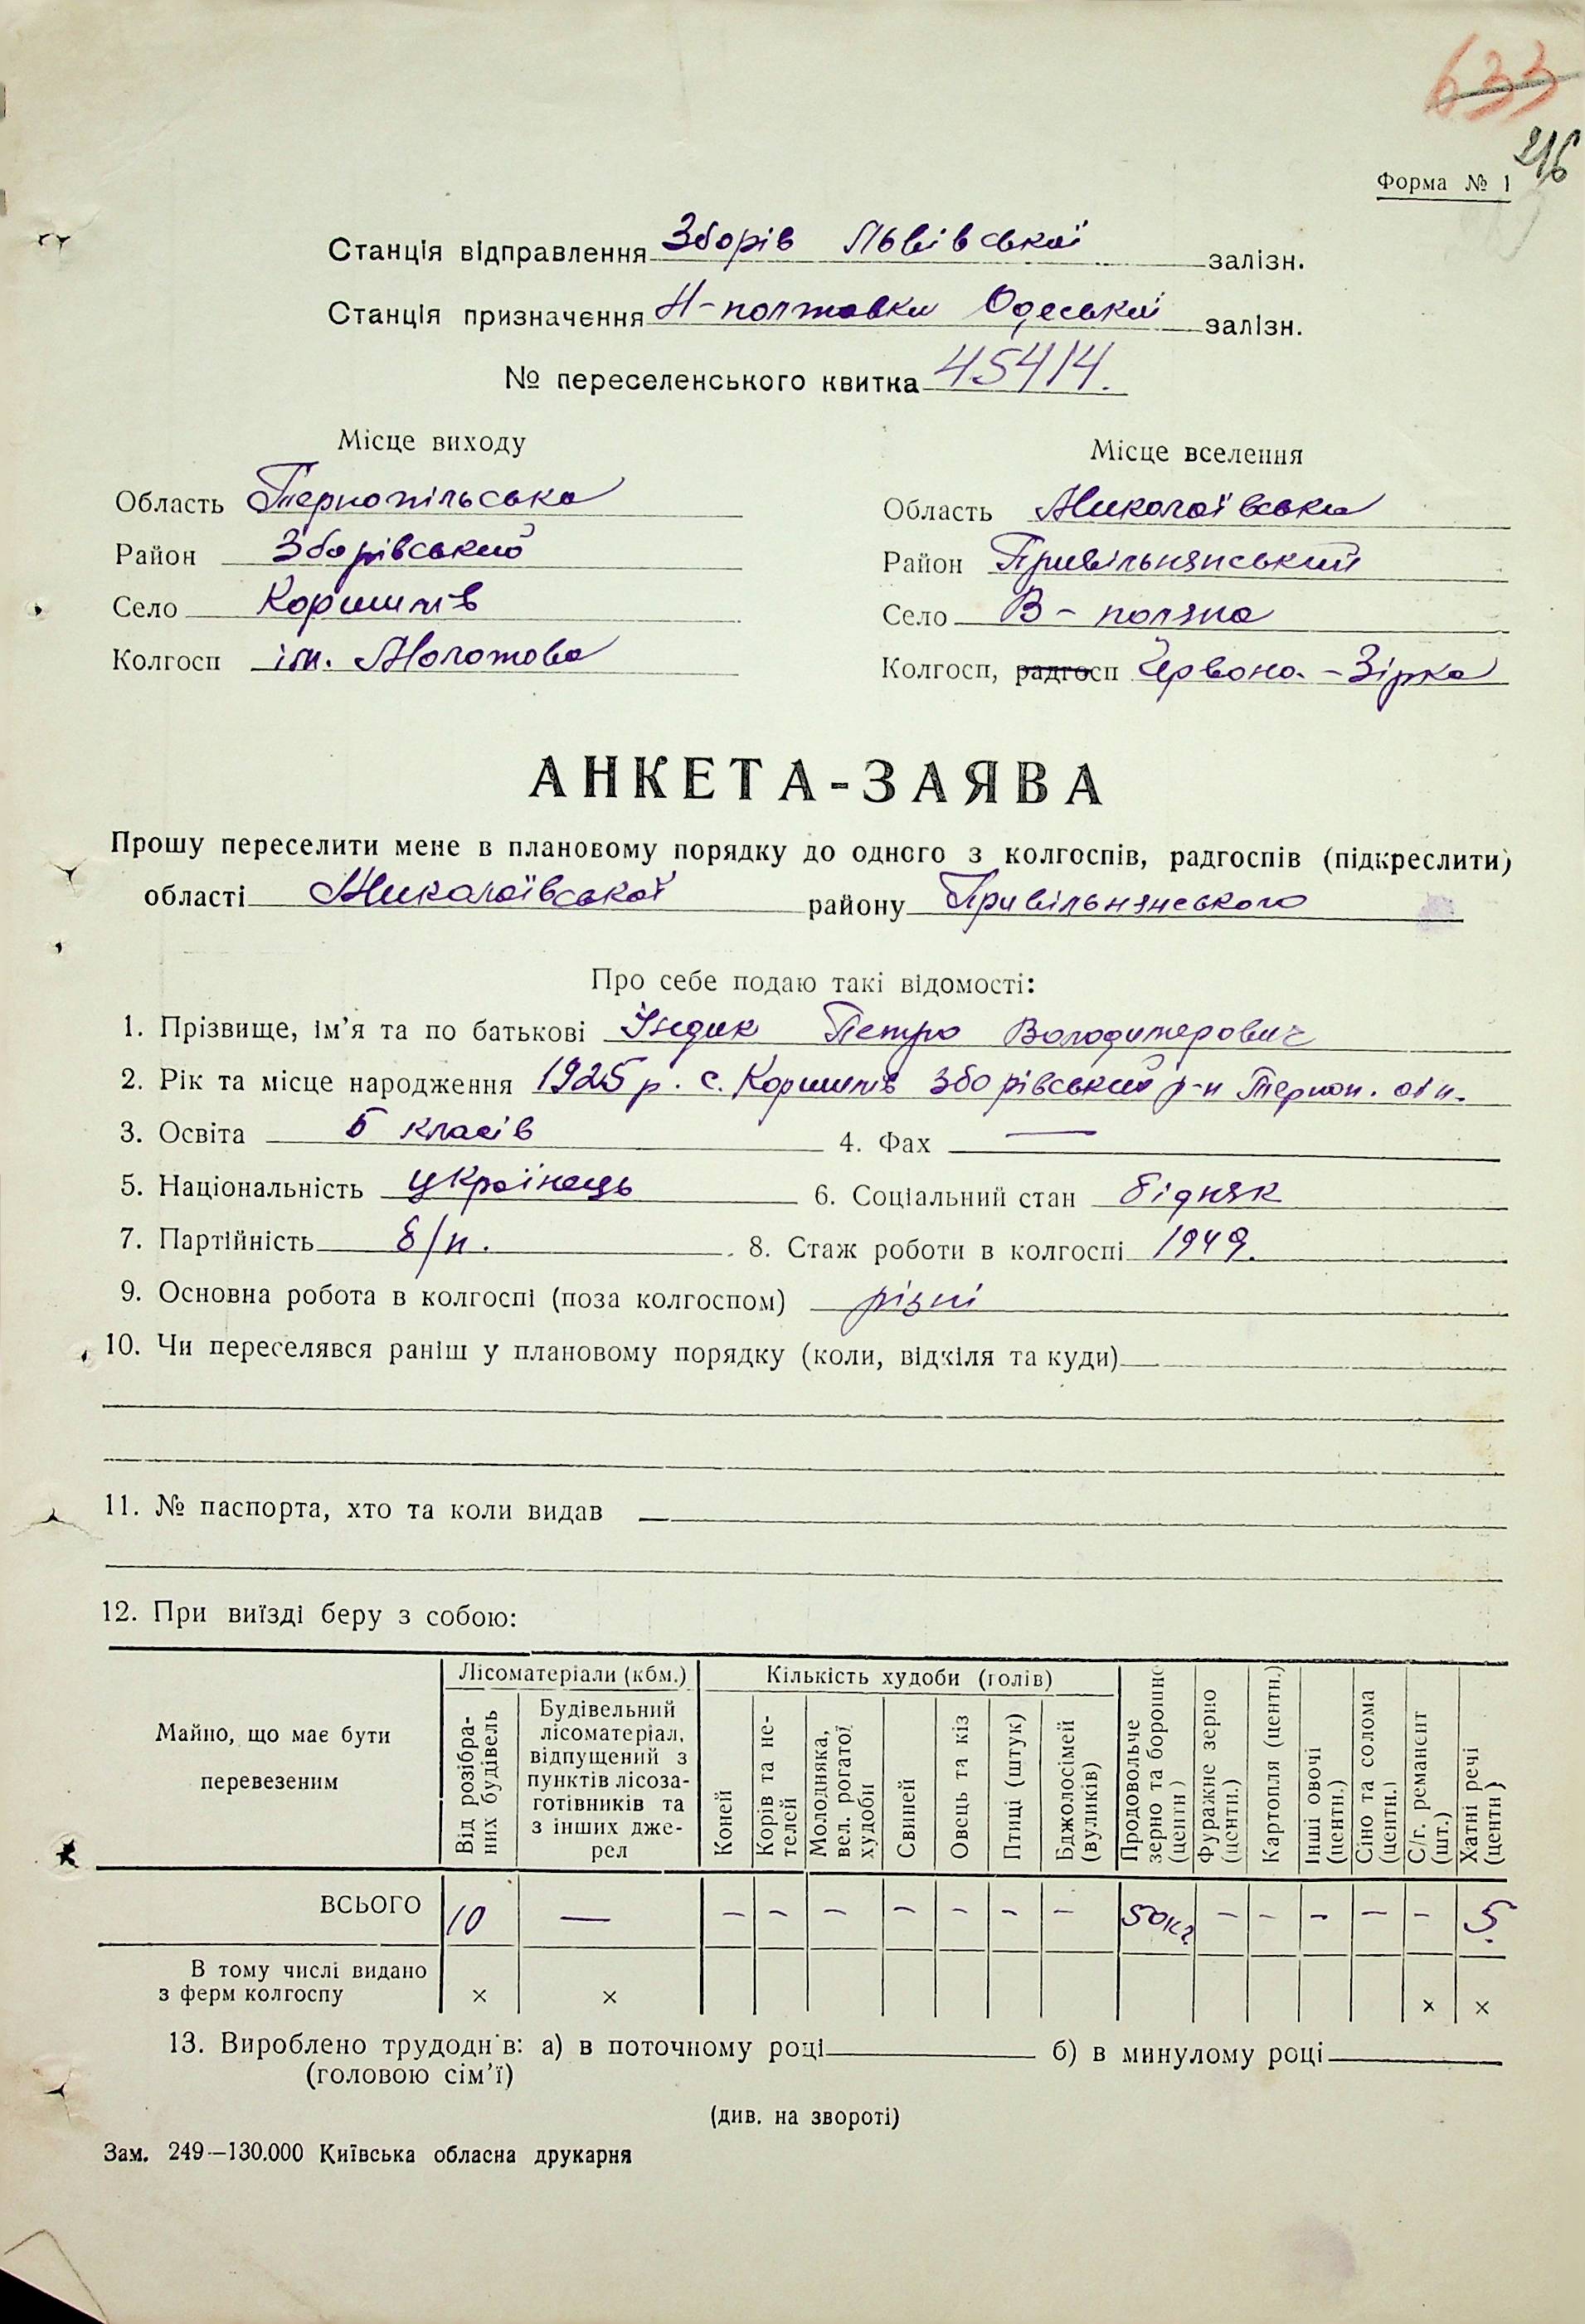 633
216
Форма № 1
Станція відправлення Зборів Львівської залізн.
Станція призначення Н-полтавка Одеської залізн.
№ переселенського квитка 45414.
Місце виходу
Область Тернопільська
Район Зборівський
Село Коршилів
Колгосп ім. Молотова
Місце вселення
Область Миколаївська
Район Привільнянський
Село В - поляна
Колгосп, радгосп Червона - Зірка
АНКЕТА-ЗАЯВА
Прошу переселити мене в плановому порядку до одного з колгоспів, радгоспів (підкреслити)
області Миколаївської району Привільнянського
Про себе подаю такі відомості:
1. Прізвище, ім'я та по батькові Індик Петро Володимерович
2. Рік та місце народження 1925 р. с. Коршилів Зборівський р-н Терноп. обл.
3. Освіта 5 класів 4. Фах —
5. Національність українець 6. Соціальний стан бідняк
7. Партійність б/п. 8. Стаж роботи в колгоспі 1949.
9. Основна робота в колгоспі (поза колгоспом) різні
10. Чи переселявся раніш у плановому порядку (коли, відкіля та куди)
11. № паспорта, хто та коли видав
12. При виїзді беру з собою:
Майно, що має бути перевезеним
Лісоматеріали (кбм.)
Від розібраних будівель
Будівельний лісоматеріал, відпущений з пунктів лісозаготівників та з інших джерел
Кількість худоби (голів)
Коней
Корів та нетелей
Молодняка, вел. рогатої худоби
Свиней
Овець та кіз
Птиці (штук)
Бджолосімей (вуликів)
Продовольче зерно та борошно (центн)
Фуражне зерно (центн.)
Картопля (центн.)
Інші овочі (центн.)
Сіно та солома (центн.)
С/г. реманент (шт.)
Хатні речі (центн)
ВСЬОГО 10 — – – – – – – – 50кг – – – – – 5.
В тому числі видано з ферм колгоспу × × × ×
13. Вироблено трудоднів: а) в поточному році б) в минулому році
(головою сім'ї)
(див. на звороті)
Зам. 249—130.000 Київська обласна друкарня